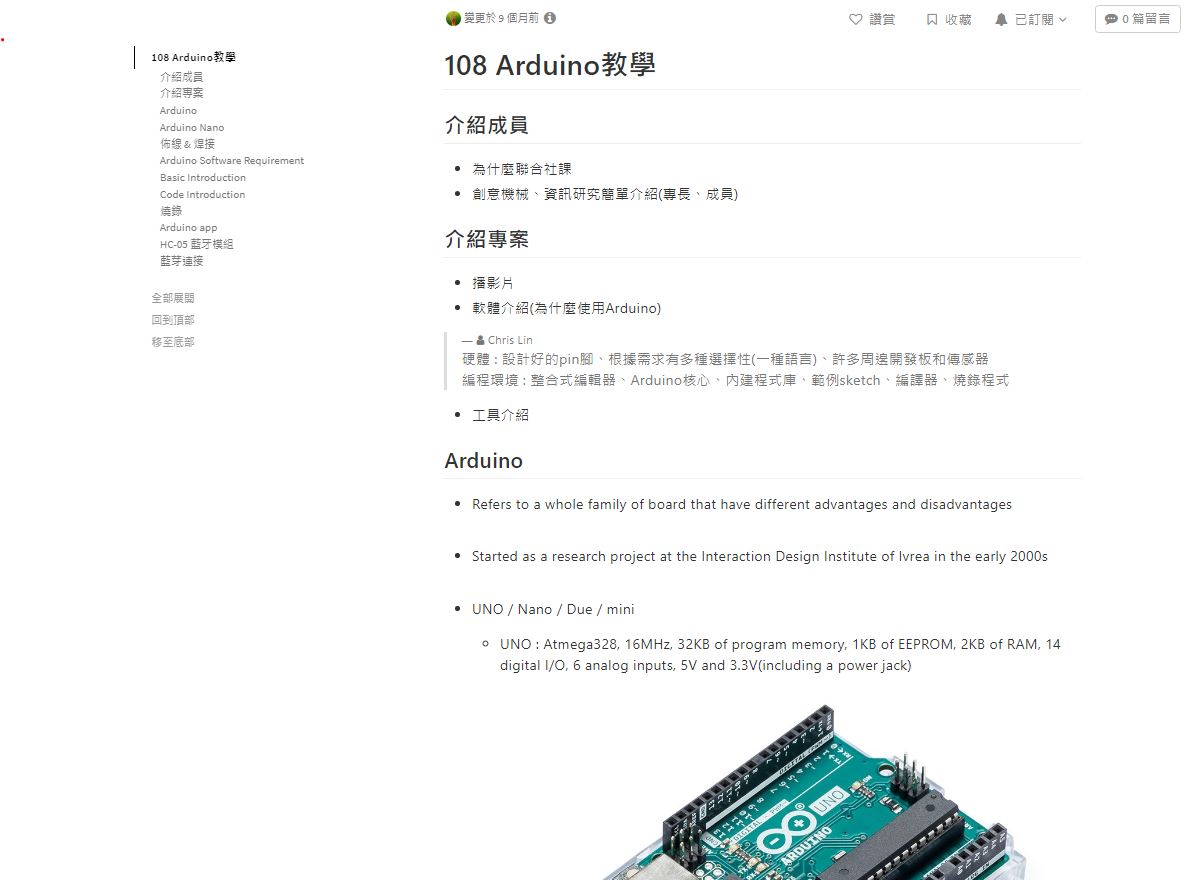 變更於 9 個月前
讚賞
收藏
已訂閱
0 篇留言
108 Arduino教學
介紹成員
介紹專案
Arduino
Arduino Nano
佈線 & 焊接
Arduino Software Requirement
Basic Introduction
Code Introduction
燒錄
Arduino app
HC-05 藍牙模組
藍芽連接
全部展開
回到頂部
移至底部
108 Arduino教學
介紹成員
為什麼聯合社課
創意機械、資訊研究簡單介紹(專長、成員)
介紹專案
播影片
軟體介紹(為什麼使用Arduino)
— Chris Lin
硬體 : 設計好的pin腳、根據需求有多種選擇性(一種語言)、許多周邊開發板和傳感器
編程環境 : 整合式編輯器、Arduino核心、內建程式庫、範例sketch、編譯器、燒錄程式
工具介紹
Arduino
Refers to a whole family of board that have different advantages and disadvantages
Started as a research project at the Interaction Design Institute of Ivrea in the early 2000s
UNO / Nano / Due / mini
UNO : Atmega328, 16MHz, 32KB of program memory, 1KB of EEPROM, 2KB of RAM, 14
digital I/O, 6 analog inputs, 5V and 3.3V(including a power jack)
UNO
ARDUINO